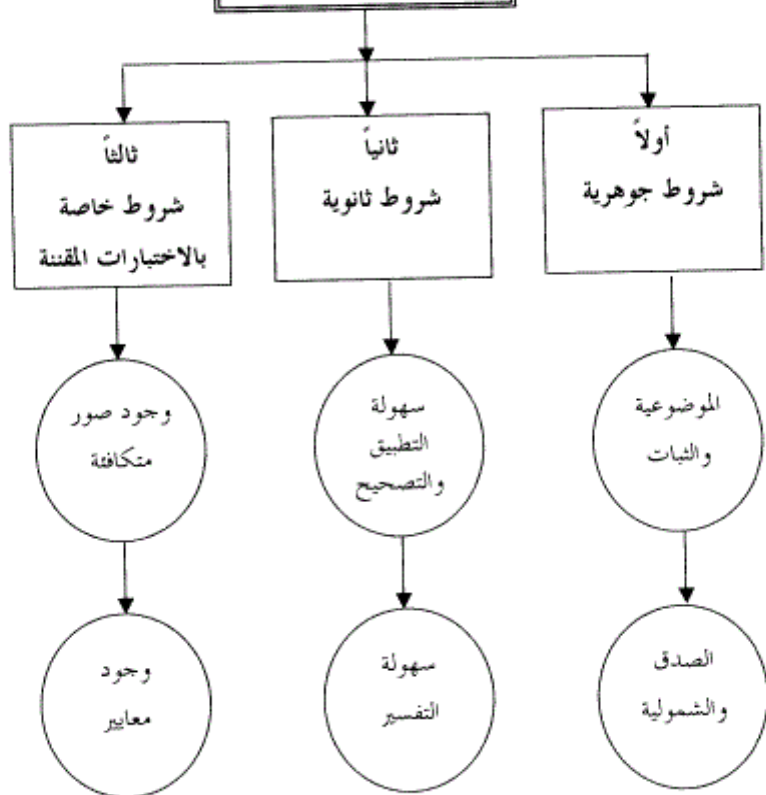 أولاً
شروط جوهرية
ثانياً
شروط ثانوية
ثالثاً
شروط خاصة
بالاختبارات المقننة
الموضوعية
والثبات
سهولة
التطبيق
والتصحيح
وجود صور
متكافئة
الصدق
والشمولية
سهولة
التفسير
وجود
معايير